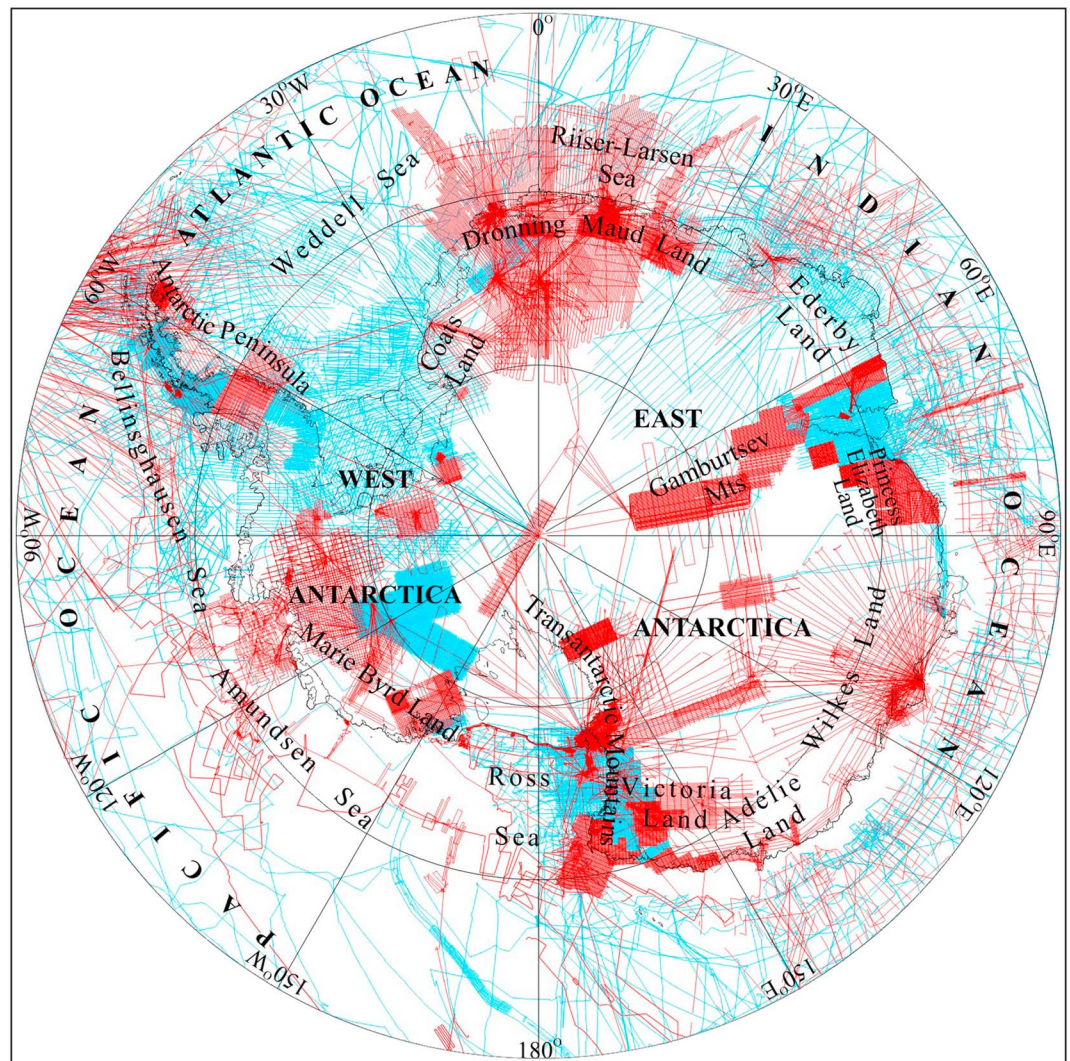 0°
30°E
60°E
90°E
120°E
150°E
180°
150°W
120°W
90°W
60°W
30°W
ATLANTIC OCEAN
INDIAN OCEAN
PACIFIC OCEAN
Weddell Sea
Riiser-Larsen
Sea
Dronning Maud Land
Ederby
Land
Coats
Land
Antarctic Peninsula
Bellinsghausen Sea
EAST
WEST
Gamburtsev
Mts
Princess
Elizabeth
Land
ANTARCTICA
ANTARCTICA
Transantarctic Mountains
Marie Byrd Land
Amundsen
Sea
Wilkes Land
Ross
Sea
Victoria
Land
Adélie
Land